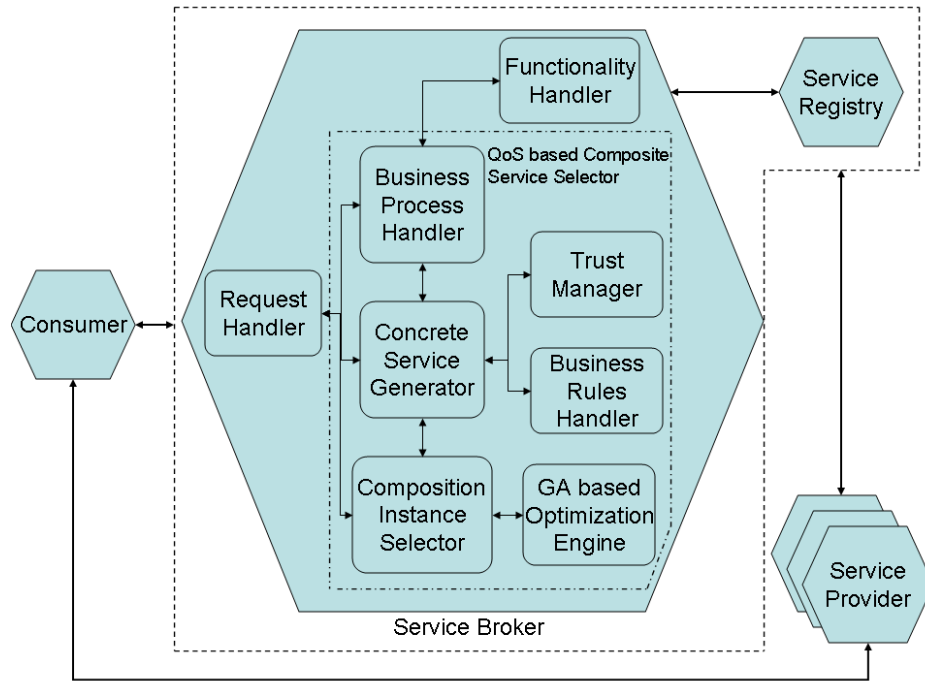 Functionality
Handler
Service
Registry
QoS based Composite
Service Selector
Business
Process
Handler
Trust
Manager
Request
Handler
Consumer
Concrete
Service
Generator
Business
Rules
Handler
Composition
Instance
Selector
GA based
Optimization
Engine
Service
Provider
Service Broker